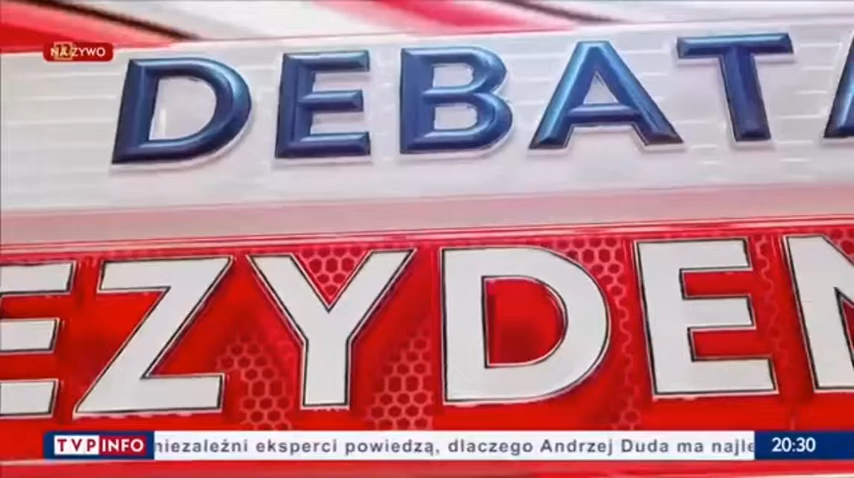 NA ŻYWO
DEBATA
EZYDEN
TVP INFO niezależni eksperci powiedzą, dlaczego Andrzej Duda ma najle 20:30